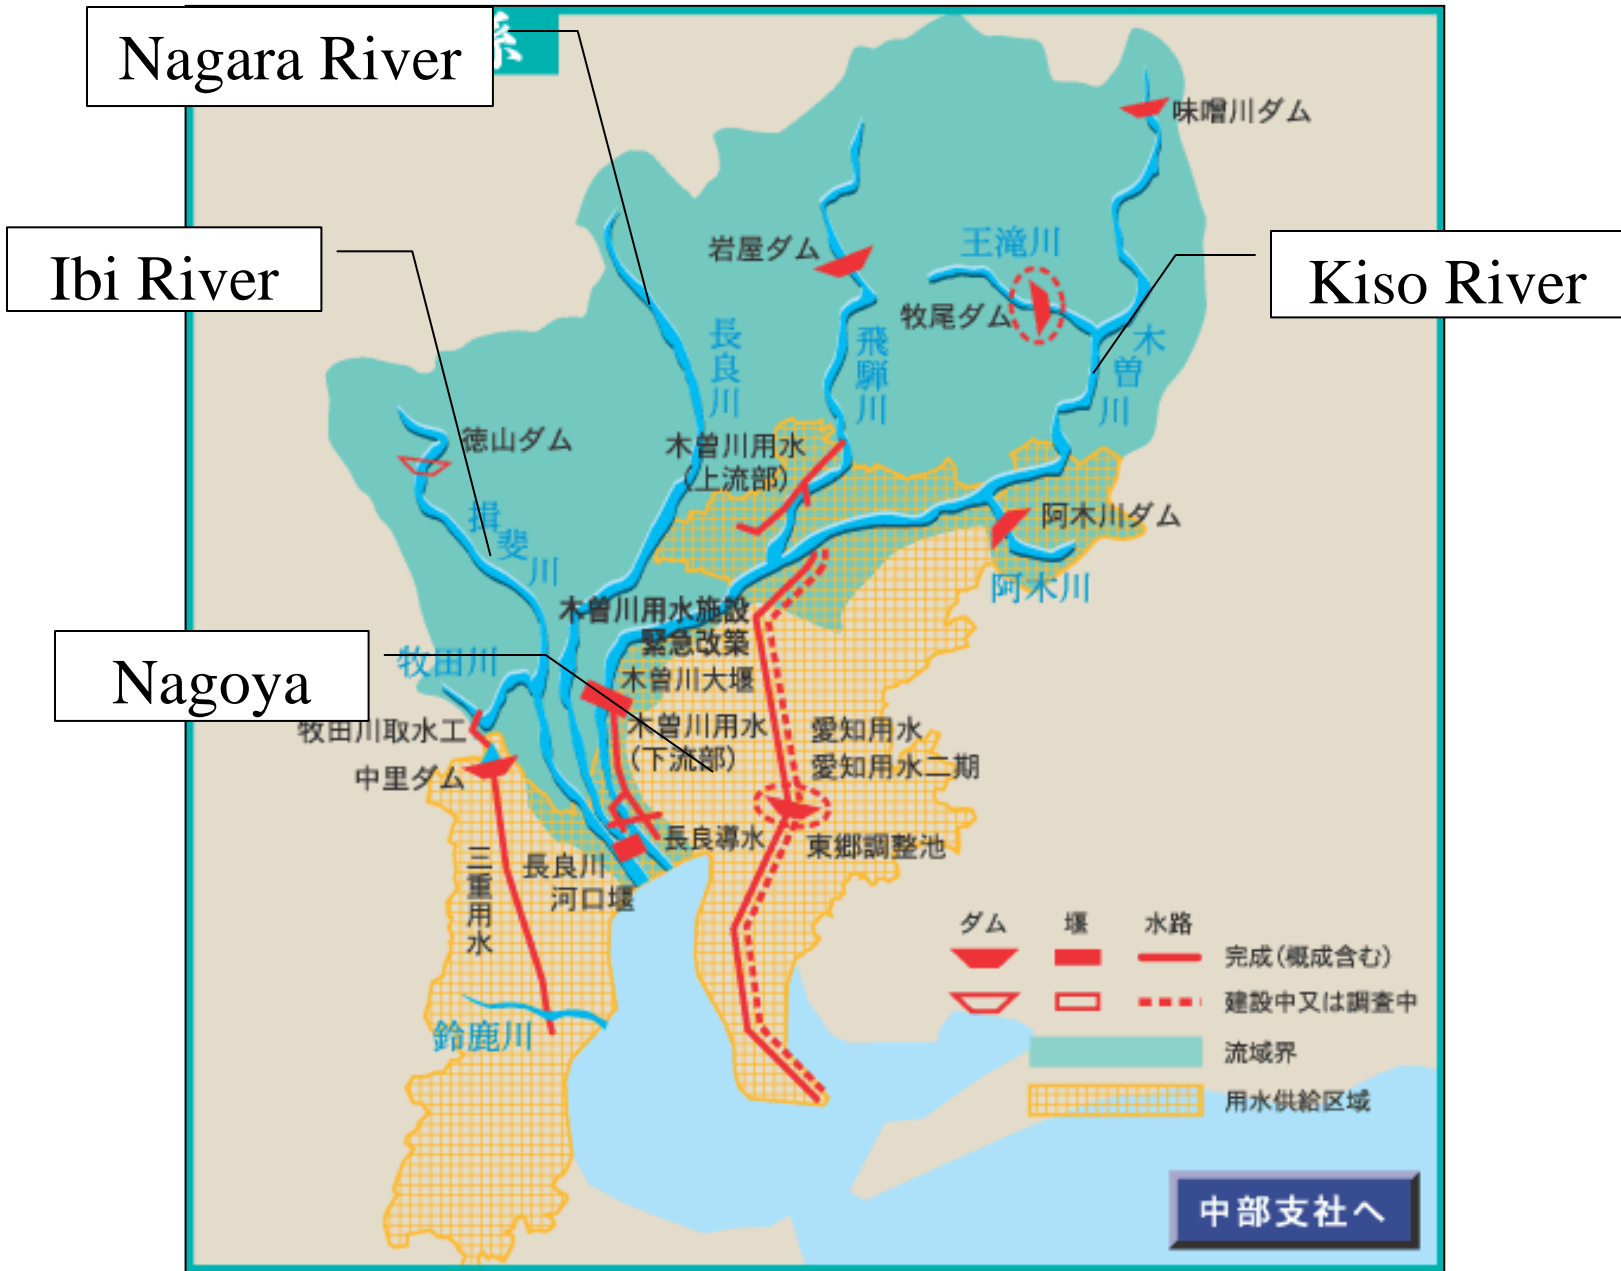 Nagara River
系
味噌川ダム
岩屋ダム
王滝川
Ibi River
Kiso River
牧尾ダム
長良川
飛騨川
木曽川
徳山ダム
木曽川用水
(上流部)
揖斐川
阿木川ダム
阿木川
木曽川用水施設
緊急改築
Nagoya
牧田川
木曽川大堰
牧田川取水工
木曽川用水
(下流部)
愛知用水
愛知用水二期
中里ダム
長良導水
東郷調整池
三重用水
長良川
河口堰
ダム 堰 水路
完成(概成含む)
建設中又は調査中
鈴鹿川
流域界
用水供給区域
中部支社へ